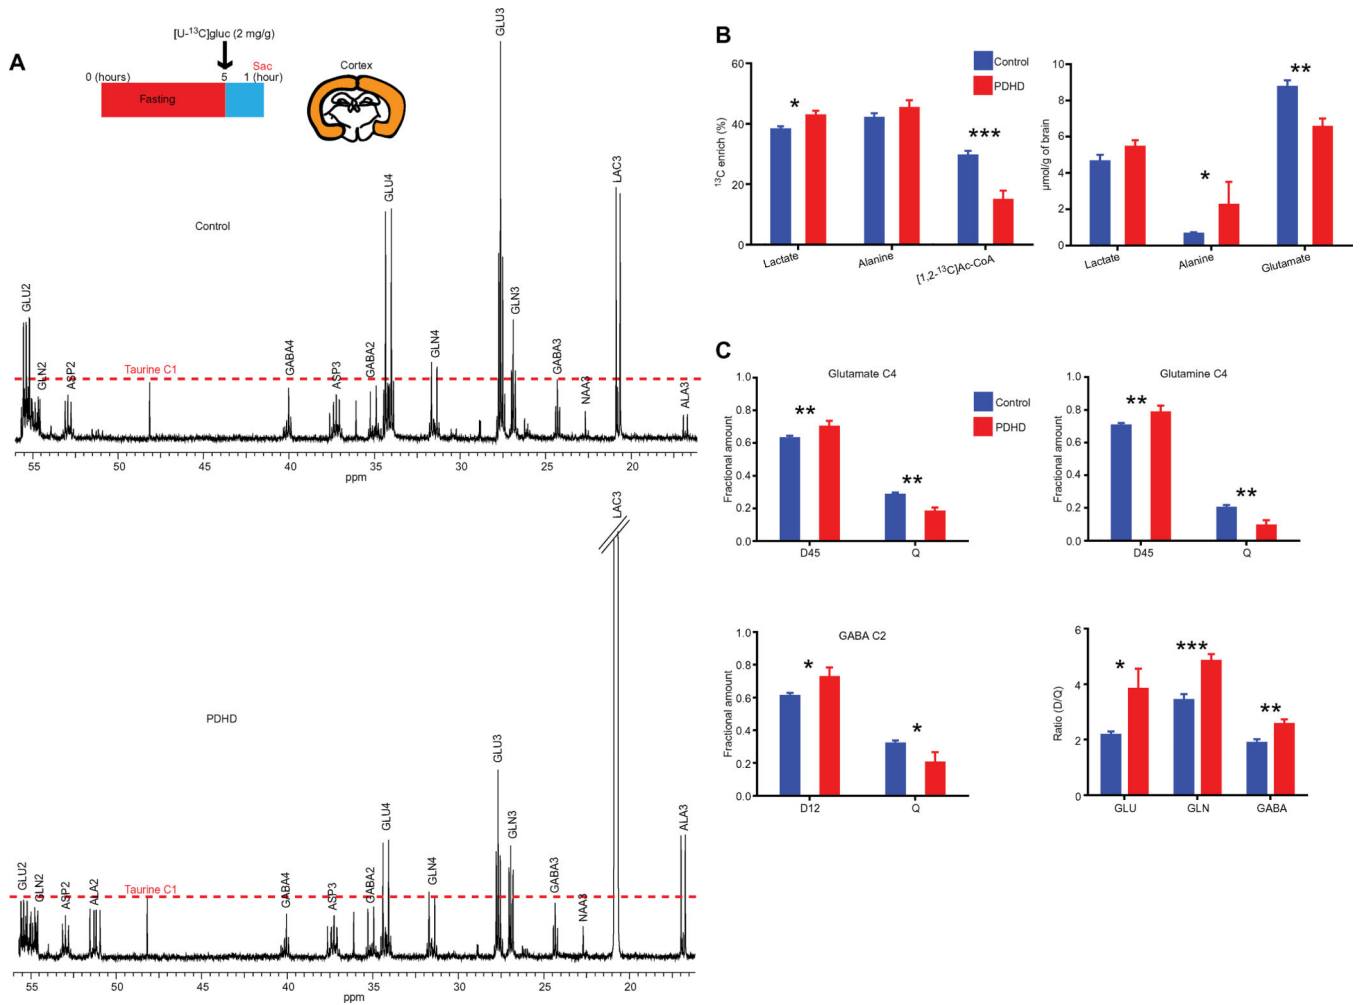 A
[U-¹³C]gluc (2 mg/g)
Sac
0 (hours) 5 1 (hour)
Fasting
Cortex
Control
GLU2
GLN2
ASP2
Taurine C1
GABA4
ASP3
GABA2
GLU4
GLN4
GLU3
GLN3
GABA3
NAA3
LAC3
ALA3
55 50 45 40 35 30 25 20
ppm
PDHD
GLU2
GLN2
ASP2
ALA2
Taurine C1
GABA4
ASP3
GABA2
GLU4
GLN4
GLU3
GLN3
GABA3
NAA3
LAC3
ALA3
55 50 45 40 35 30 25 20
ppm
B
Control
PDHD
¹³C enrich (%)
60
40
20
0
*
***
Lactate Alanine [1,2-¹³C]Ac-CoA
µmol/g of brain
10
8
6
4
2
0
*
**
Lactate Alanine Glutamate
C
Glutamate C4
Control
PDHD
Fractional amount
1.0
0.8
0.6
0.4
0.2
0.0
**
**
D45 Q
Glutamine C4
Fractional amount
1.0
0.8
0.6
0.4
0.2
0.0
**
**
D45 Q
GABA C2
Fractional amount
1.0
0.8
0.6
0.4
0.2
0.0
*
*
D12 Q
Ratio (D/Q)
6
4
2
0
*
***
**
GLU GLN GABA